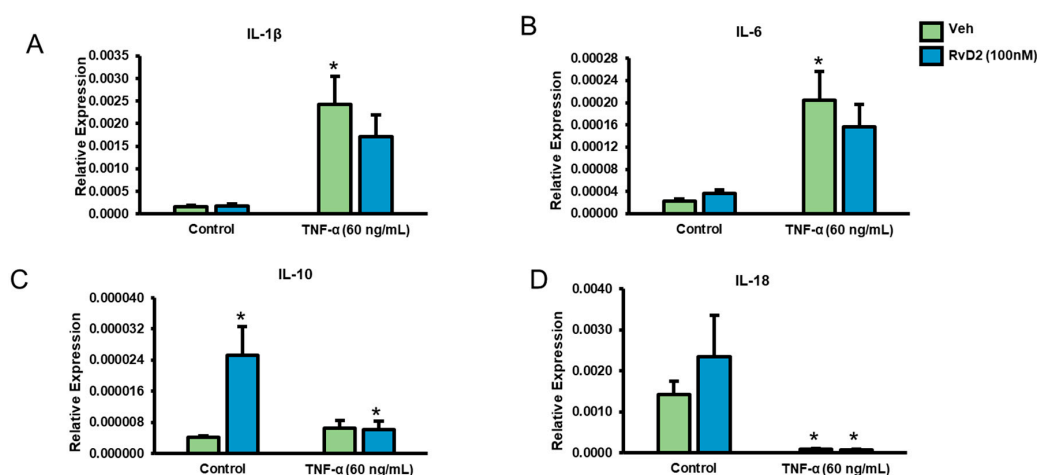 A
IL-1β
Relative Expression
0.0035
0.0030
0.0025
0.0020
0.0015
0.0010
0.0005
0.0000
*
Control
TNF-α (60 ng/mL)
B
IL-6
Veh
RvD2 (100nM)
Relative Expression
0.00028
0.00024
0.00020
0.00016
0.00012
0.00008
0.00004
0.00000
*
Control
TNF-α (60 ng/mL)
C
IL-10
Relative Expression
0.000040
0.000032
0.000024
0.000016
0.000008
0.000000
*
*
Control
TNF-α (60 ng/mL)
D
IL-18
Relative Expression
0.0040
0.0030
0.0020
0.0010
0.0000
* *
Control
TNF-α (60 ng/mL)